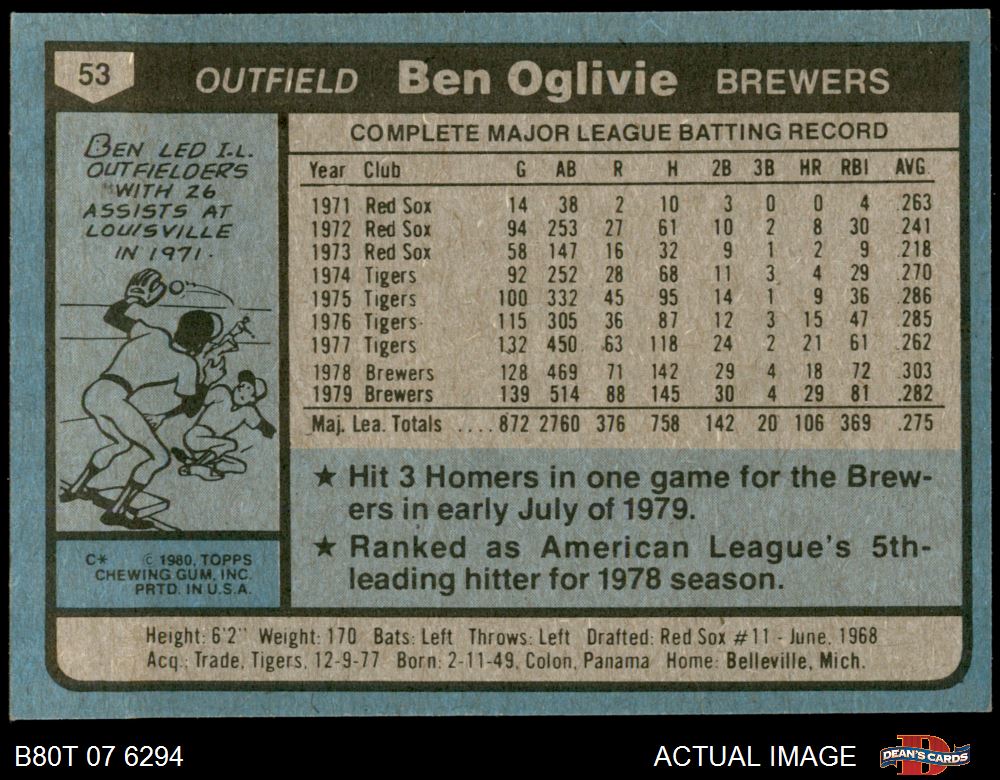 53 OUTFIELD Ben Oglivie BREWERS
BEN LED I.L.
OUTFIELDERS
WITH 26
ASSISTS AT
LOUISVILLE
IN 1971.
C* © 1980, TOPPS
CHEWING GUM, INC.
PRTD. IN U.S.A.
COMPLETE MAJOR LEAGUE BATTING RECORD
Year Club G AB R H 2B 3B HR RBI AVG.
1971 Red Sox 14 38 2 10 3 0 0 4 .263
1972 Red Sox 94 253 27 61 10 2 8 30 .241
1973 Red Sox 58 147 16 32 9 1 2 9 .218
1974 Tigers 92 252 28 68 11 3 4 29 .270
1975 Tigers 100 332 45 95 14 1 9 36 .286
1976 Tigers 115 305 36 87 12 3 15 47 .285
1977 Tigers 132 450 63 118 24 2 21 61 .262
1978 Brewers 128 469 71 142 29 4 18 72 .303
1979 Brewers 139 514 88 145 30 4 29 81 .282
Maj. Lea. Totals .... 872 2760 376 758 142 20 106 369 .275
★ Hit 3 Homers in one game for the Brew-
ers in early July of 1979.
★ Ranked as American League's 5th-
leading hitter for 1978 season.
Height: 6'2" Weight: 170 Bats: Left Throws: Left Drafted: Red Sox #11 - June, 1968
Acq.: Trade, Tigers, 12-9-77 Born: 2-11-49, Colon, Panama Home: Belleville, Mich.
B80T 07 6294 ACTUAL IMAGE DEAN'S CARDS